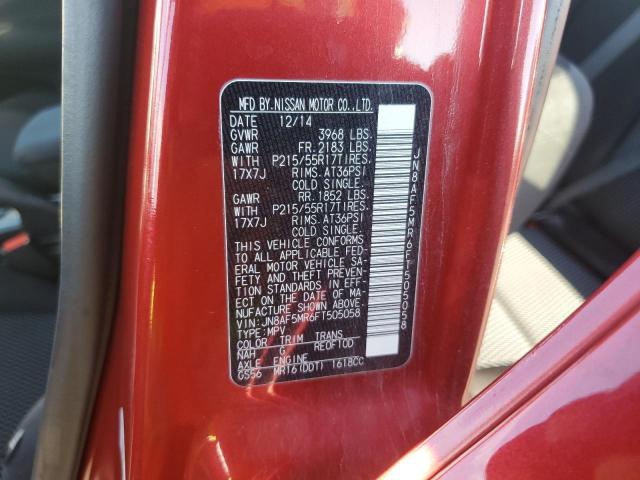 MFD BY.NISSAN MOTOR CO.,LTD.
DATE 12/14
GVWR 3968 LBS.
GAWR FR.2183 LBS.
WITH P215/55R17TIRES.
17X7J RIMS.AT36PSI
COLD SINGLE.
GAWR RR.1852 LBS.
WITH P215/55R17TIRES.
17X7J RIMS.AT36PSI
COLD SINGLE.
THIS VEHICLE CONFORMS
TO ALL APPLICABLE FED-
ERAL MOTOR VEHICLE SA-
FETY AND THEFT PREVEN-
TION STANDARDS IN EFF-
ECT ON THE DATE OF MA-
NUFACTURE SHOWN ABOVE.
VIN:JN8AF5MR6FT505058
MPV
COLOR TRIM TRANS
NAH G RE0F10D
AXLE ENGINE
GS56 MR16(DDT) 1618CC
JN8AF5MR6FT505058